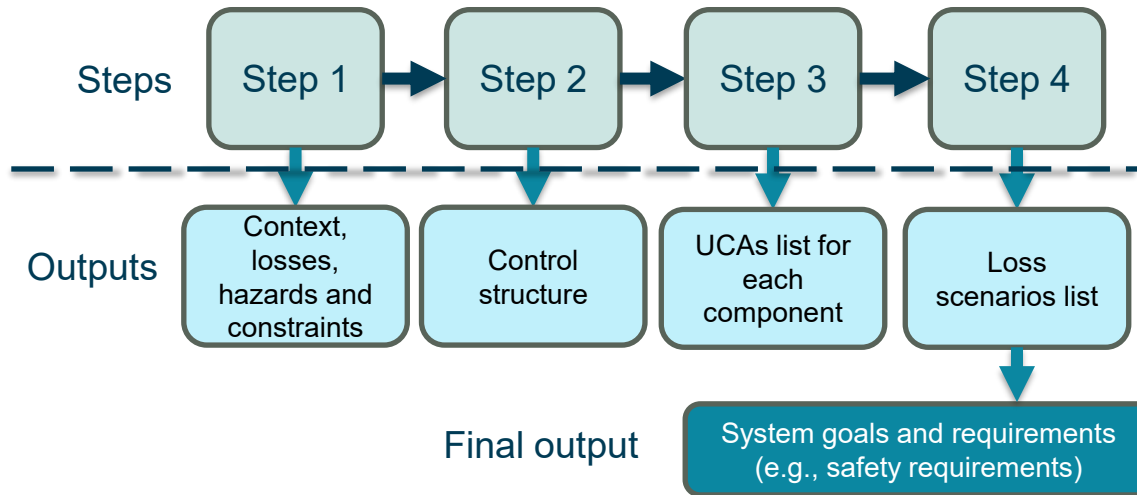 Steps
Step 1
Step 2
Step 3
Step 4
Outputs
Context,
losses,
hazards and
constraints
Control
structure
UCAs list for
each
component
Loss
scenarios list
Final output
System goals and requirements
(e.g., safety requirements)